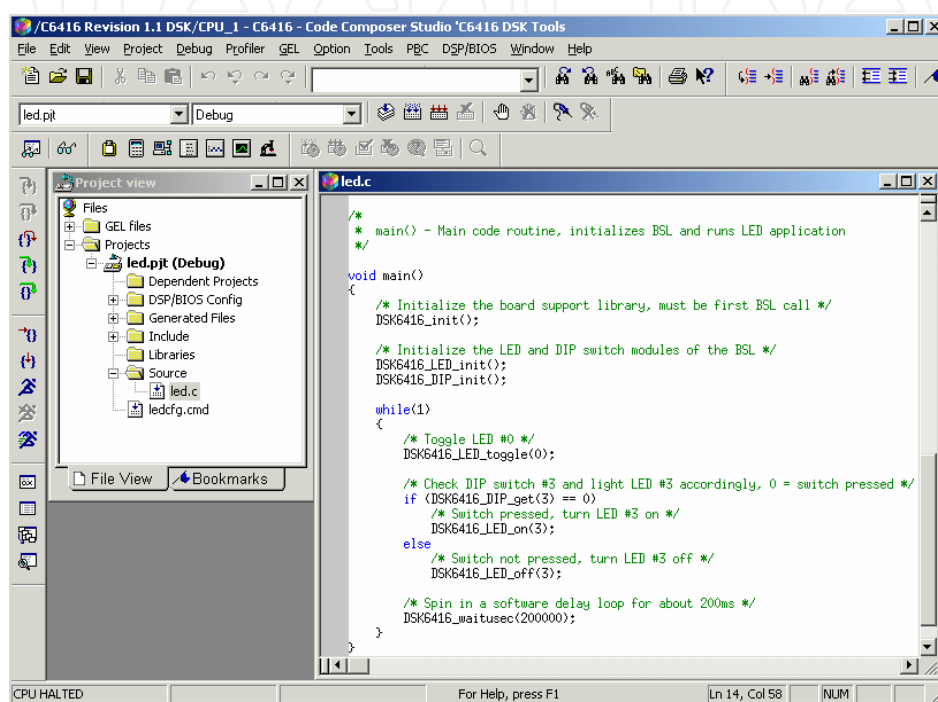 /C6416 Revision 1.1 DSK/CPU_1 - C6416 - Code Composer Studio 'C6416 DSK Tools
File Edit View Project Debug Profiler GEL Option Tools PBC DSP/BIOS Window Help
led.pjt Debug
Project view
Files
GEL files
Projects
led.pjt (Debug)
Dependent Projects
DSP/BIOS Config
Generated Files
Include
Libraries
Source
led.c
ledcfg.cmd
File View Bookmarks
led.c
/*
* main() - Main code routine, initializes BSL and runs LED application
*/
void main()
{
/* Initialize the board support library, must be first BSL call */
DSK6416_init();
/* Initialize the LED and DIP switch modules of the BSL */
DSK6416_LED_init();
DSK6416_DIP_init();
while(1)
{
/* Toggle LED #0 */
DSK6416_LED_toggle(0);
/* Check DIP switch #3 and light LED #3 accordingly, 0 = switch pressed */
if (DSK6416_DIP_get(3) == 0)
/* Switch pressed, turn LED #3 on */
DSK6416_LED_on(3);
else
/* Switch not pressed, turn LED #3 off */
DSK6416_LED_off(3);
/* Spin in a software delay loop for about 200ms */
DSK6416_waitusec(200000);
}
}
CPU HALTED For Help, press F1 Ln 14, Col 58 NUM